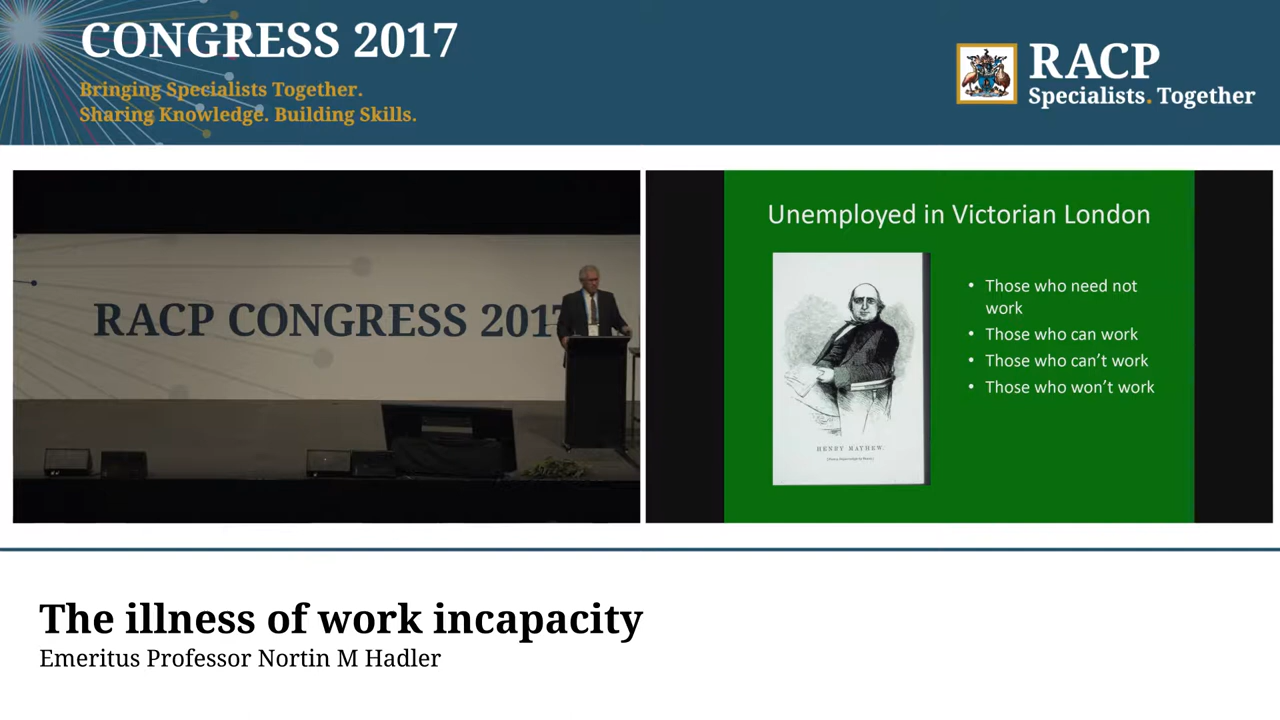 CONGRESS 2017
Bringing Specialists Together.
Sharing Knowledge. Building Skills.
RACP
Specialists. Together
RACP CONGRESS 2017
Unemployed in Victorian London
• Those who need not
work
• Those who can work
• Those who can’t work
• Those who won’t work
HENRY MAYHEW.
The illness of work incapacity
Emeritus Professor Nortin M Hadler